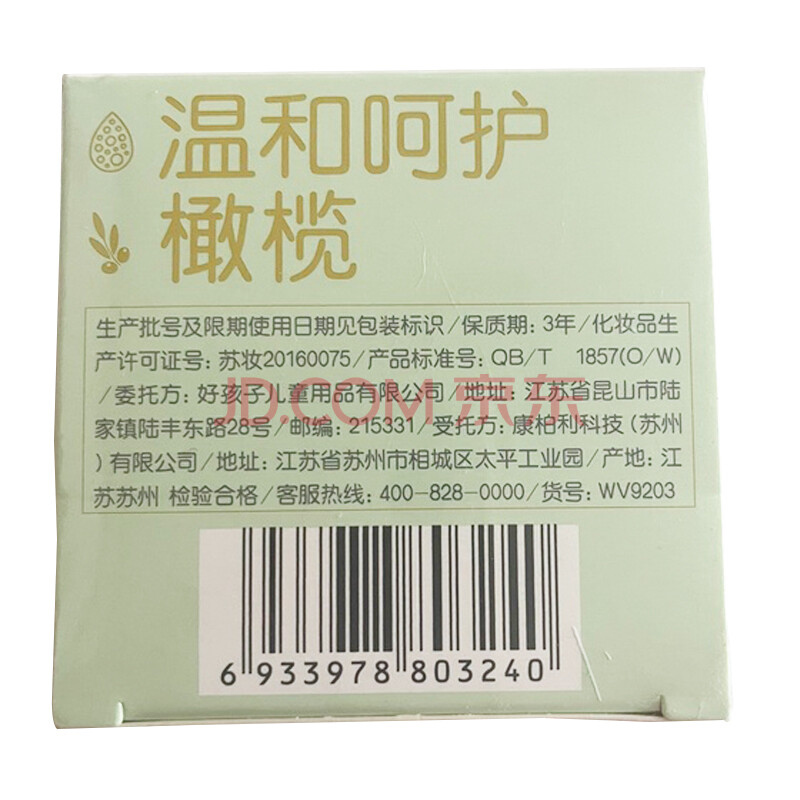 温和呵护
橄榄
生产批号及限期使用日期见包装标识/保质期: 3年/化妆品生
产许可证号: 苏妆20160075/产品标准号: QB/T 1857(O/W)
/委托方: 好孩子儿童用品有限公司/地址: 江苏省昆山市陆
JD.COM 京东
家镇陆丰东路28号/邮编: 215331/受托方: 康柏利科技(苏州
)有限公司/地址: 江苏省苏州市相城区太平工业园/产地: 江
苏苏州 检验合格/客服热线: 400-828-0000/货号: WV9203
6 933978 803240